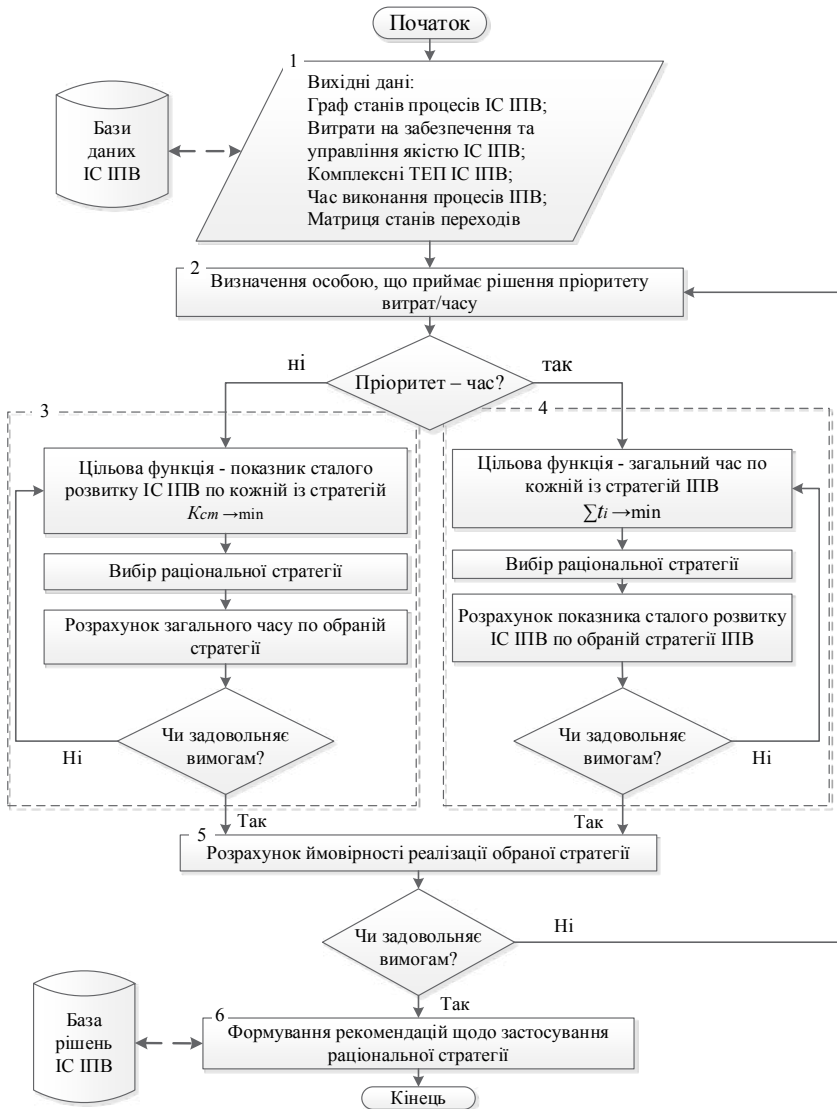 Початок
1
Вихідні дані:
Граф станів процесів ІС ІПВ;
Витрати на забезпечення та
управління якістю ІС ІПВ;
Комплексні ТЕП ІС ІПВ;
Час виконання процесів ІПВ;
Матриця станів переходів
Бази
даних
ІС ІПВ
2
Визначення особою, що приймає рішення пріоритету
витрат/часу
ні
Пріоритет – час?
так
3
Цільова функція - показник сталого
розвитку ІС ІПВ по кожній із стратегій
Kст →min
Вибір раціональної стратегії
Розрахунок загального часу по обраній
стратегії
Чи задовольняє
вимогам?
Ні
Так
4
Цільова функція - загальний час по
кожній із стратегій ІПВ
∑ti →min
Вибір раціональної стратегії
Розрахунок показника сталого розвитку
ІС ІПВ по обраній стратегії ІПВ
Чи задовольняє
вимогам?
Ні
Так
5
Розрахунок ймовірності реалізації обраної стратегії
Чи задовольняє
вимогам?
Ні
Так
База
рішень
ІС ІПВ
6
Формування рекомендацій щодо застосування
раціональної стратегії
Кінець